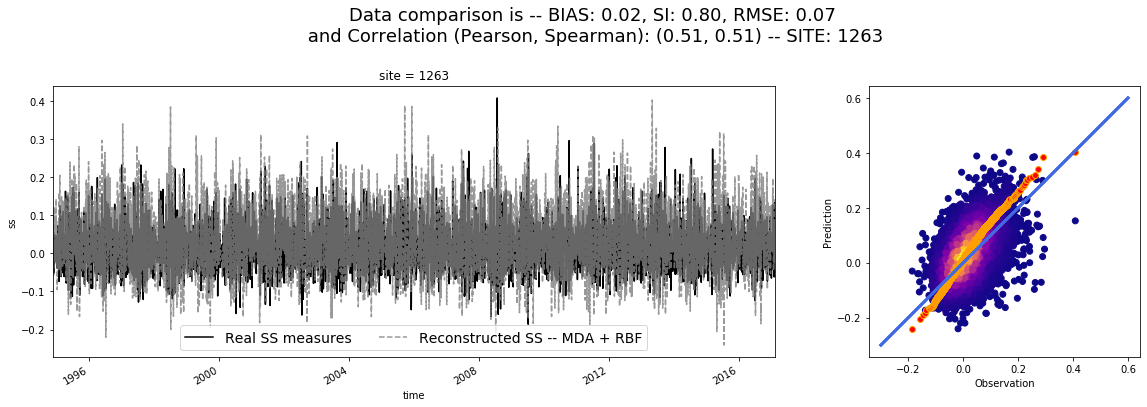 Data comparison is -- BIAS: 0.02, SI: 0.80, RMSE: 0.07
and Correlation (Pearson, Spearman): (0.51, 0.51) -- SITE: 1263
site = 1263
ss
0.4
0.3
0.2
0.1
0.0
−0.1
−0.2
Real SS measures
Reconstructed SS -- MDA + RBF
1996
2000
2004
2008
2012
2016
time
Prediction
0.6
0.4
0.2
0.0
−0.2
−0.2
0.0
0.2
0.4
0.6
Observation